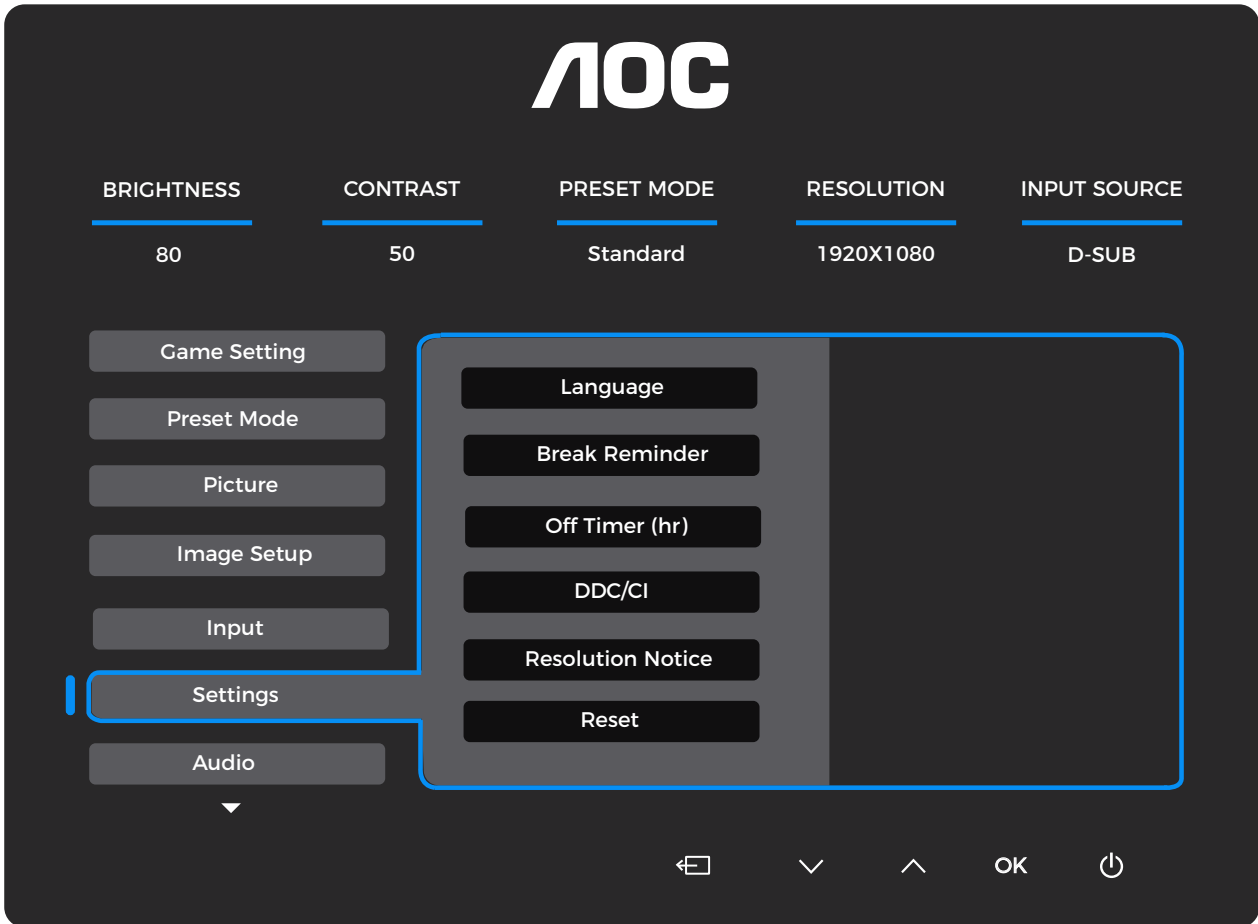 AOC
BRIGHTNESS CONTRAST PRESET MODE RESOLUTION INPUT SOURCE
80 50 Standard 1920X1080 D-SUB
Game Setting
Preset Mode
Picture
Image Setup
Input
Settings
Audio
Language
Break Reminder
Off Timer (hr)
DDC/CI
Resolution Notice
Reset
OK